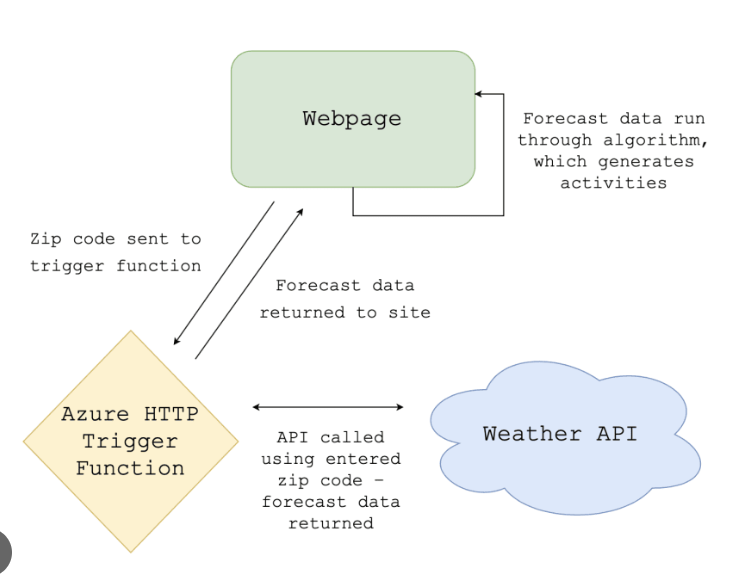 Webpage
Forecast data run
through algorithm,
which generates
activities
Zip code sent to
trigger function
Forecast data
returned to site
Azure HTTP
Trigger
Function
API called
using entered
zip code –
forecast data
returned
Weather API